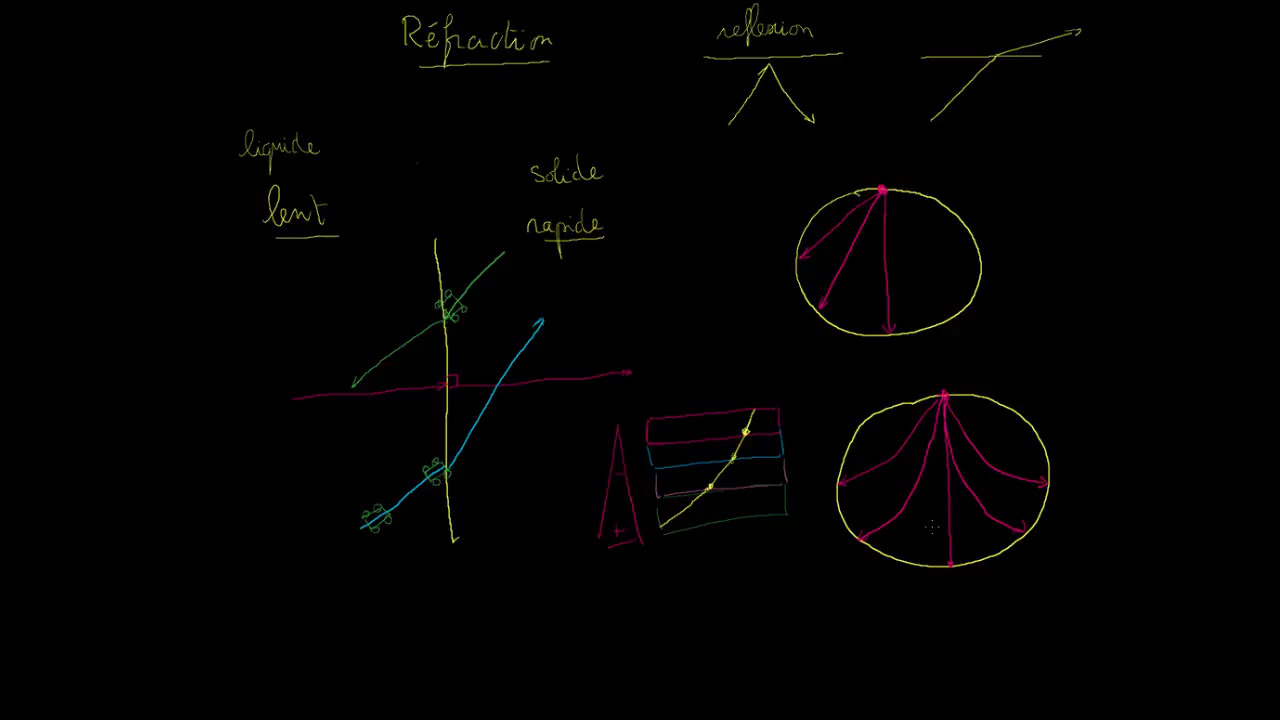 Réfraction
reflexion
liquide
lent
solide
rapide
-
+